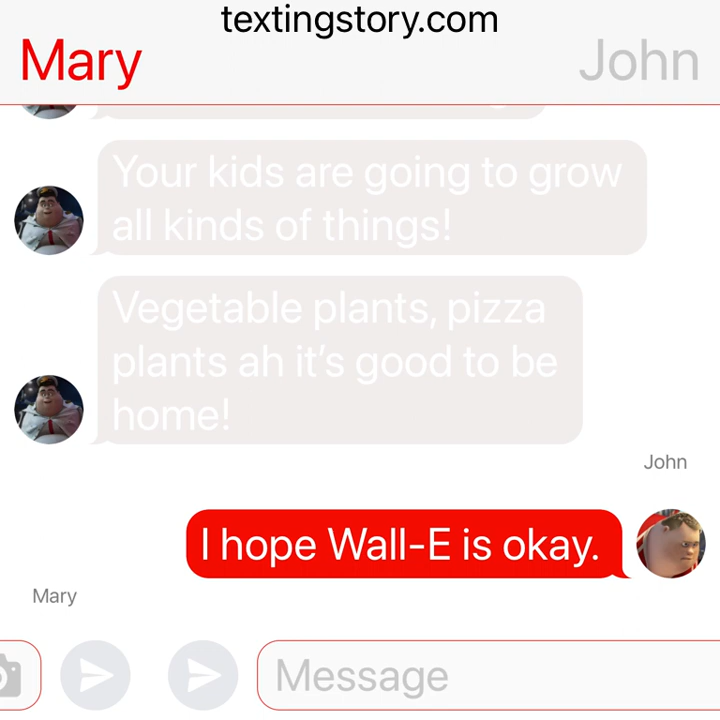 textingstory.com
Mary
John
Your kids are going to grow
all kinds of things!
Vegetable plants, pizza
plants ah it's good to be
home!
John
I hope Wall-E is okay.
Mary
Message